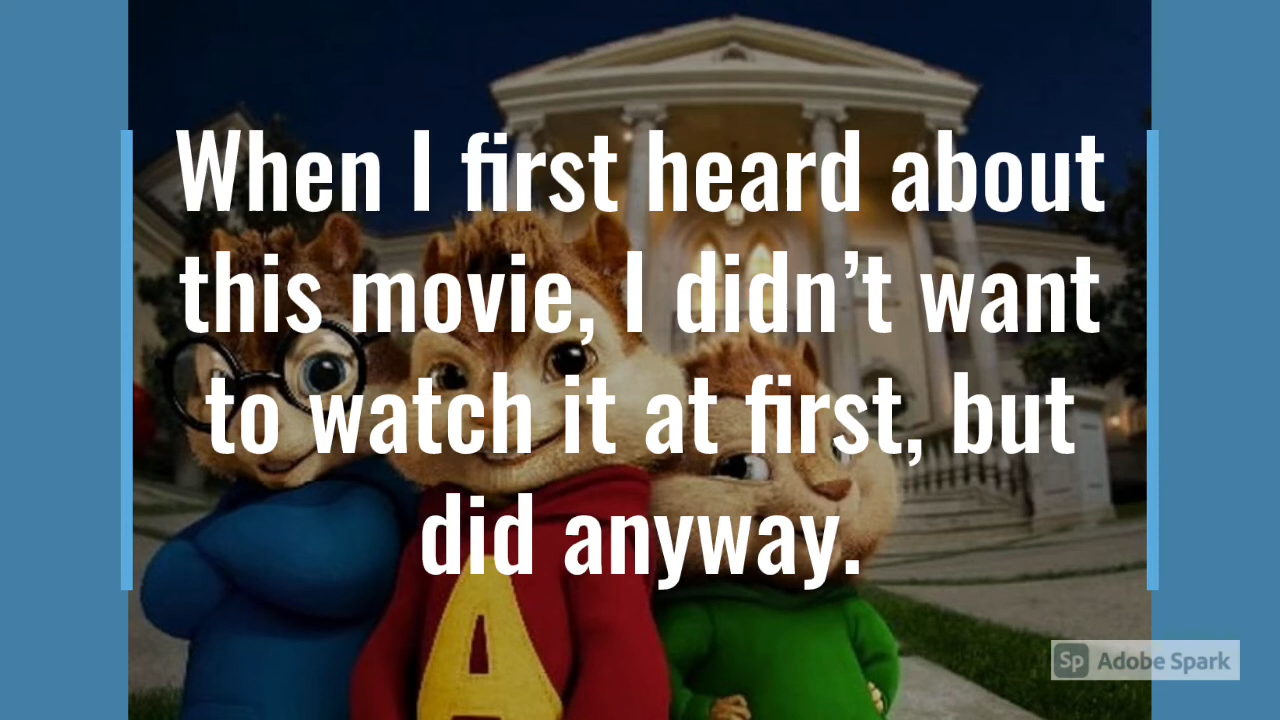 When I first heard about
this movie, I didn’t want
to watch it at first, but
did anyway.
A
Sp Adobe Spark